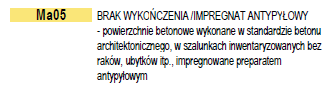 Ma05 BRAK WYKOŃCZENIA /IMPREGNAT ANTYPYŁOWY
- powierzchnie betonowe wykonane w standardzie betonu
architektonicznego, w szalunkach inwentaryzowanych bez
raków, ubytków itp., impregnowane preparatem
antypyłowym